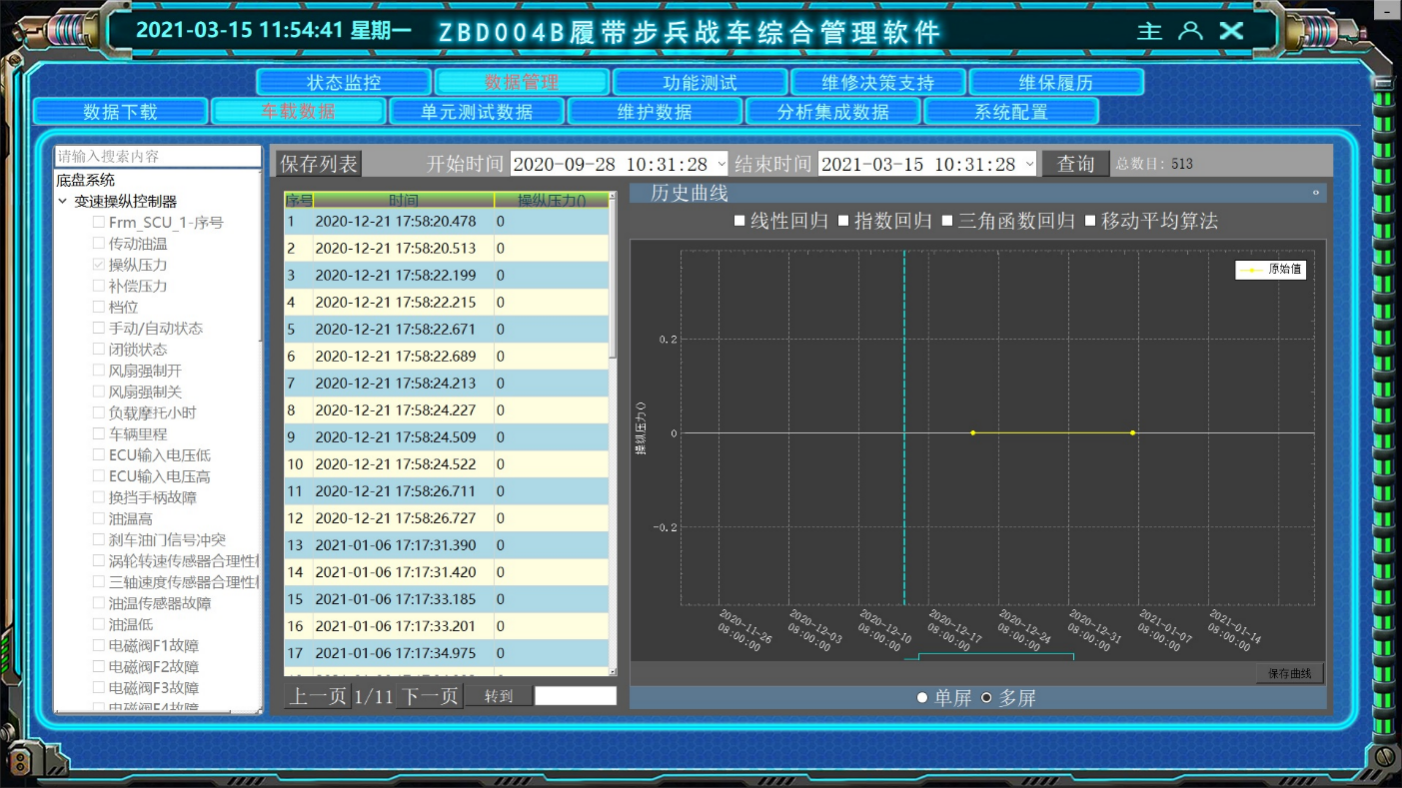 2021-03-15 11:54:41 星期一 ZBD004B履带步兵战车综合管理软件 主
状态监控 数据管理 功能测试 维修决策支持 维保履历
数据下载 车载数据 单元测试数据 维护数据 分析集成数据 系统配置
请输入搜索内容
底盘系统
变速操纵控制器
Frm_SCU_1-序号
传动油温
操纵压力
补偿压力
档位
手动/自动状态
闭锁状态
风扇强制开
风扇强制关
负载摩托小时
车辆里程
ECU输入电压低
ECU输入电压高
换挡手柄故障
油温高
刹车油门信号冲突
涡轮转速传感器合理性
三轴速度传感器合理性
油温传感器故障
油温低
电磁阀F1故障
电磁阀F2故障
电磁阀F3故障
电磁阀F4故障
保存列表 开始时间 2020-09-28 10:31:28 结束时间 2021-03-15 10:31:28 查询 总数目: 513
序号 时间 操纵压力()
1 2020-12-21 17:58:20.478 0
2 2020-12-21 17:58:20.513 0
3 2020-12-21 17:58:22.199 0
4 2020-12-21 17:58:22.215 0
5 2020-12-21 17:58:22.671 0
6 2020-12-21 17:58:22.689 0
7 2020-12-21 17:58:24.213 0
8 2020-12-21 17:58:24.227 0
9 2020-12-21 17:58:24.509 0
10 2020-12-21 17:58:24.522 0
11 2020-12-21 17:58:26.711 0
12 2020-12-21 17:58:26.727 0
13 2021-01-06 17:17:31.390 0
14 2021-01-06 17:17:31.420 0
15 2021-01-06 17:17:33.185 0
16 2021-01-06 17:17:33.201 0
17 2021-01-06 17:17:34.975 0
上一页 1/11 下一页 转到
历史曲线
线性回归 指数回归 三角函数回归 移动平均算法
原始值
0.2
0
-0.2
操纵压力()
2020-11-26 08:00:00
2020-12-03 08:00:00
2020-12-10 08:00:00
2020-12-17 08:00:00
2020-12-24 08:00:00
2020-12-31 08:00:00
2021-01-07 08:00:00
2021-01-14 08:00:00
保存曲线
单屏 多屏